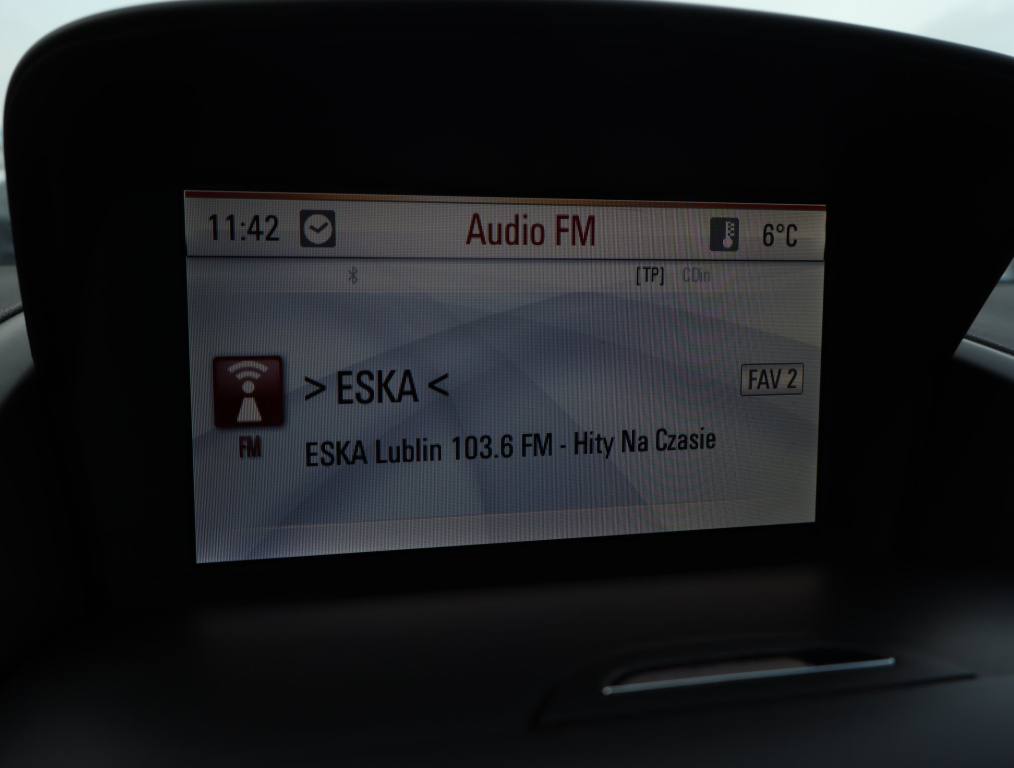 11:42 Audio FM 6°C
[TP] CDin
> ESKA < FAV 2
FM
ESKA Lublin 103.6 FM - Hity Na Czasie